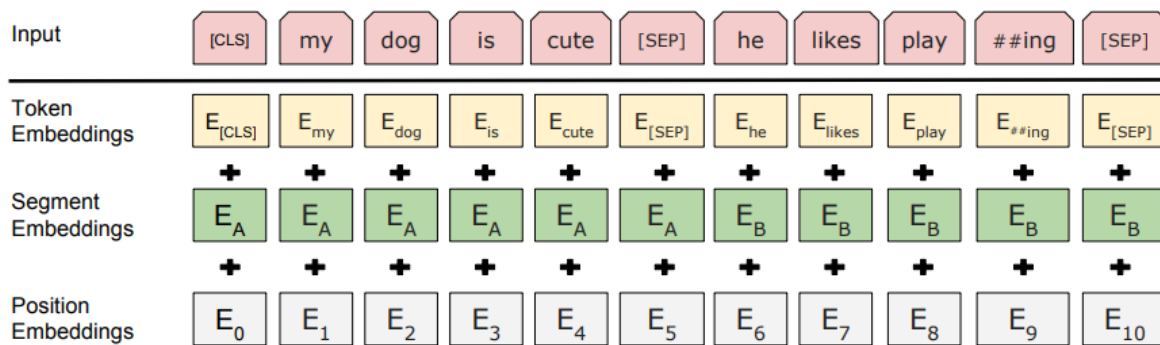 Input [CLS] my dog is cute [SEP] he likes play ##ing [SEP]
Token Embeddings E[CLS] Emy Edog Eis Ecute E[SEP] Ehe Elikes Eplay E##ing E[SEP]
+ + + + + + + + + + +
Segment Embeddings EA EA EA EA EA EA EB EB EB EB EB
+ + + + + + + + + + +
Position Embeddings E0 E1 E2 E3 E4 E5 E6 E7 E8 E9 E10